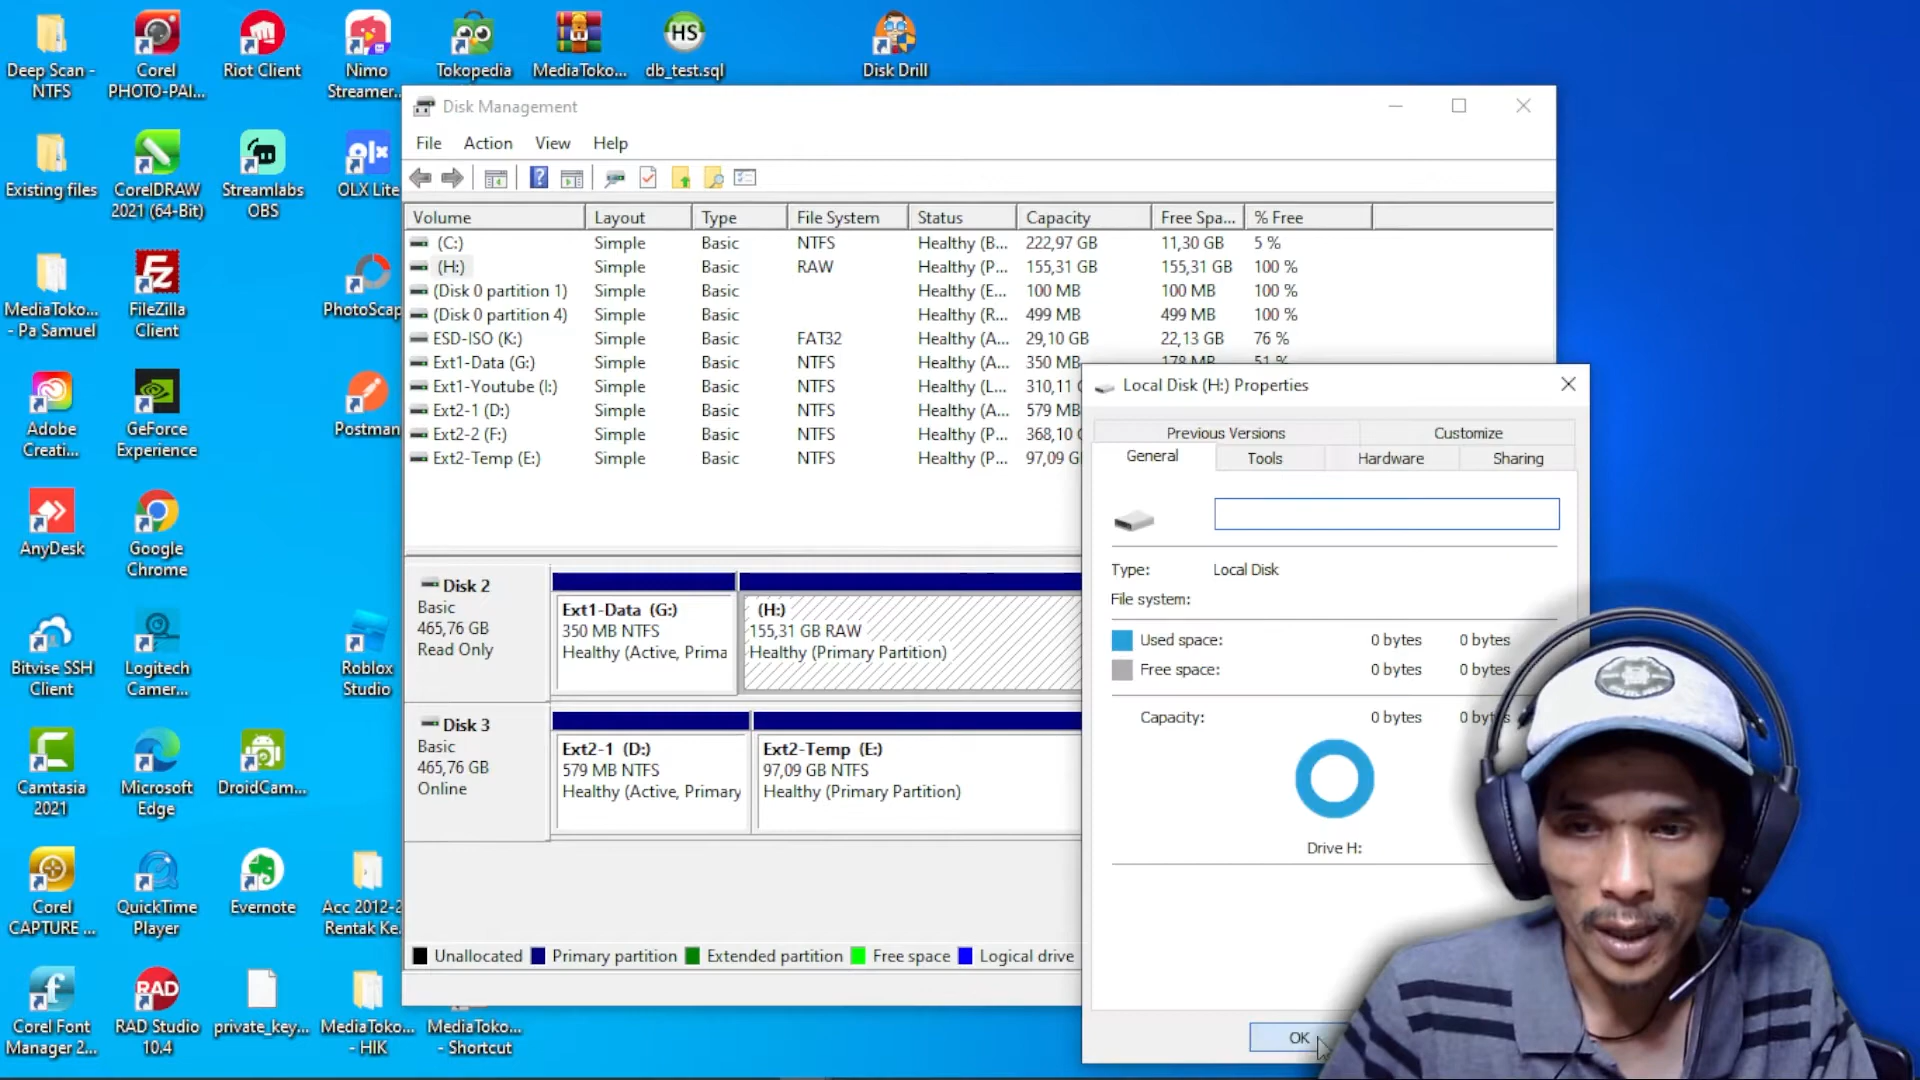 Deep Scan -
NTFS
Corel
PHOTO-PAI...
Riot Client
Nimo
Streamer...
Tokopedia
MediaToko...
HS
db_test.sql
Disk Drill
Existing files
CorelDRAW
2021 (64-Bit)
Streamlabs
OBS
olx
OLX Lite
MediaToko...
- Pa Samuel
Fz
FileZilla
Client
PhotoScap
Adobe
Creati...
GeForce
Experience
Postman
AnyDesk
Google
Chrome
Bitvise SSH
Client
Logitech
Camer...
Roblox
Studio
Camtasia
2021
Microsoft
Edge
DroidCam...
Corel
CAPTURE ...
QuickTime
Player
Evernote
Acc 2012-2
Rentak Ke.
Corel Font
Manager 2...
RAD
RAD Studio
10.4
private_key...
MediaToko...
- HIK
MediaToko...
- Shortcut
Disk Management
File Action View Help
Volume Layout Type File System Status Capacity Free Spa... % Free
(C:) Simple Basic NTFS Healthy (B... 222,97 GB 11,30 GB 5 %
(H:) Simple Basic RAW Healthy (P... 155,31 GB 155,31 GB 100 %
(Disk 0 partition 1) Simple Basic Healthy (E... 100 MB 100 MB 100 %
(Disk 0 partition 4) Simple Basic Healthy (R... 499 MB 499 MB 100 %
ESD-ISO (K:) Simple Basic FAT32 Healthy (A... 29,10 GB 22,13 GB 76 %
Ext1-Data (G:) Simple Basic NTFS Healthy (A... 350 MB 178 MB 51 %
Ext1-Youtube (I:) Simple Basic NTFS Healthy (L... 310,11
Ext2-1 (D:) Simple Basic NTFS Healthy (A... 579 MB
Ext2-2 (F:) Simple Basic NTFS Healthy (P... 368,10
Ext2-Temp (E:) Simple Basic NTFS Healthy (P... 97,09 G
Disk 2
Basic
465,76 GB
Read Only
Ext1-Data (G:)
350 MB NTFS
Healthy (Active, Prima
(H:)
155,31 GB RAW
Healthy (Primary Partition)
Disk 3
Basic
465,76 GB
Online
Ext2-1 (D:)
579 MB NTFS
Healthy (Active, Primary
Ext2-Temp (E:)
97,09 GB NTFS
Healthy (Primary Partition)
Unallocated Primary partition Extended partition Free space Logical drive
Local Disk (H:) Properties
Previous Versions Customize
General Tools Hardware Sharing
Type: Local Disk
File system:
Used space: 0 bytes 0 bytes
Free space: 0 bytes 0 bytes
Capacity: 0 bytes 0 bytes
Drive H:
OK